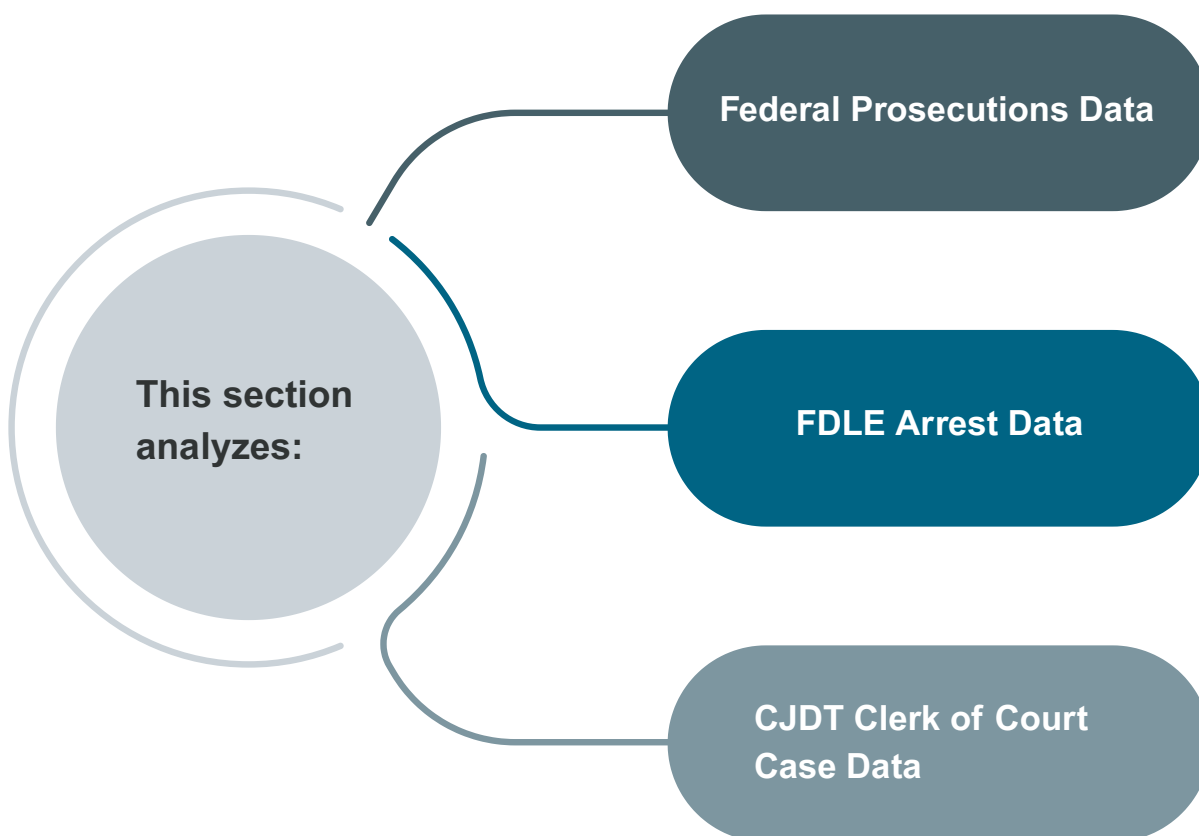 Federal Prosecutions Data
This section
analyzes:
FDLE Arrest Data
CJDT Clerk of Court
Case Data